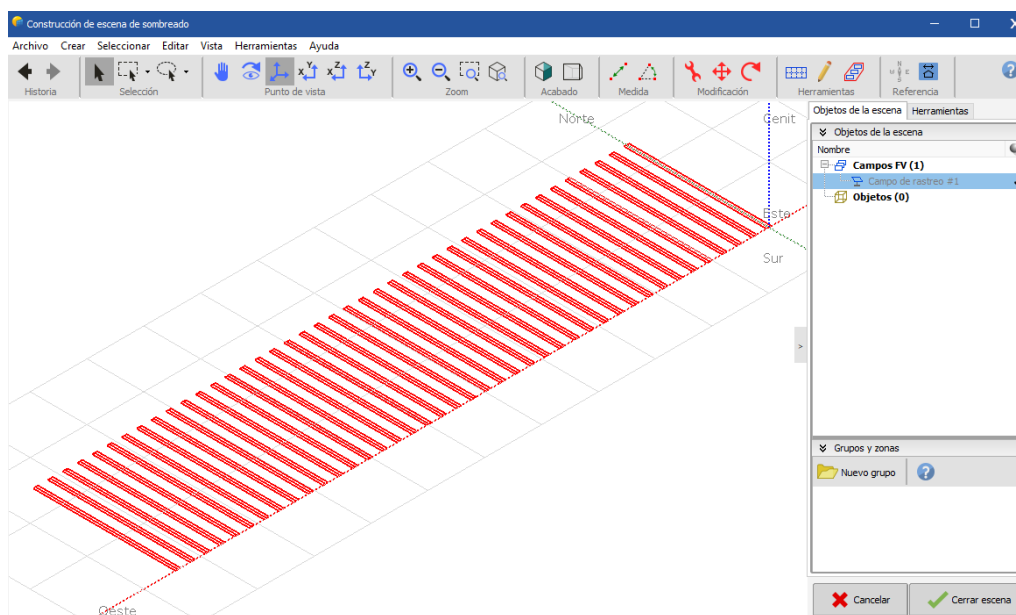 Construcción de escena de sombreado
Archivo Crear Seleccionar Editar Vista Herramientas Ayuda
Historia Selección Punto de vista Zoom Acabado Medida Modificación Herramientas Referencia
Objetos de la escena Herramientas
Objetos de la escena
Nombre
Campos FV (1)
Campo de rastreo #1
Objetos (0)
Norte
Cenit
Este
Sur
Oeste
>
Grupos y zonas
Nuevo grupo
Cancelar Cerrar escena